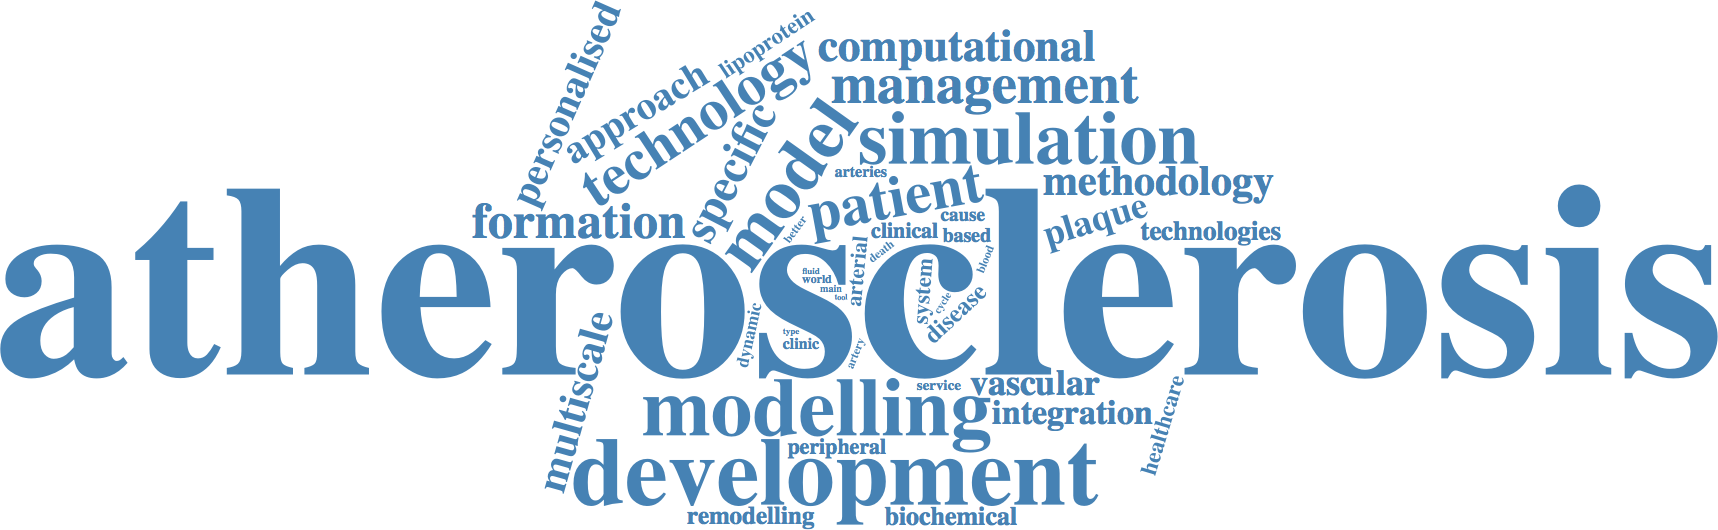 personalised
lipoprotein
approach
technology
computational
management
specific
model
simulation
arteries
patient
methodology
formation
better
cause
clinical
based
plaque
technologies
death
blood
arterial
atherosclerosis
fluid
world
main
tool
system
cycle
disease
dynamic
type
clinic
artery
multiscale
service
vascular
modelling
integration
healthcare
peripheral
development
remodelling
biochemical